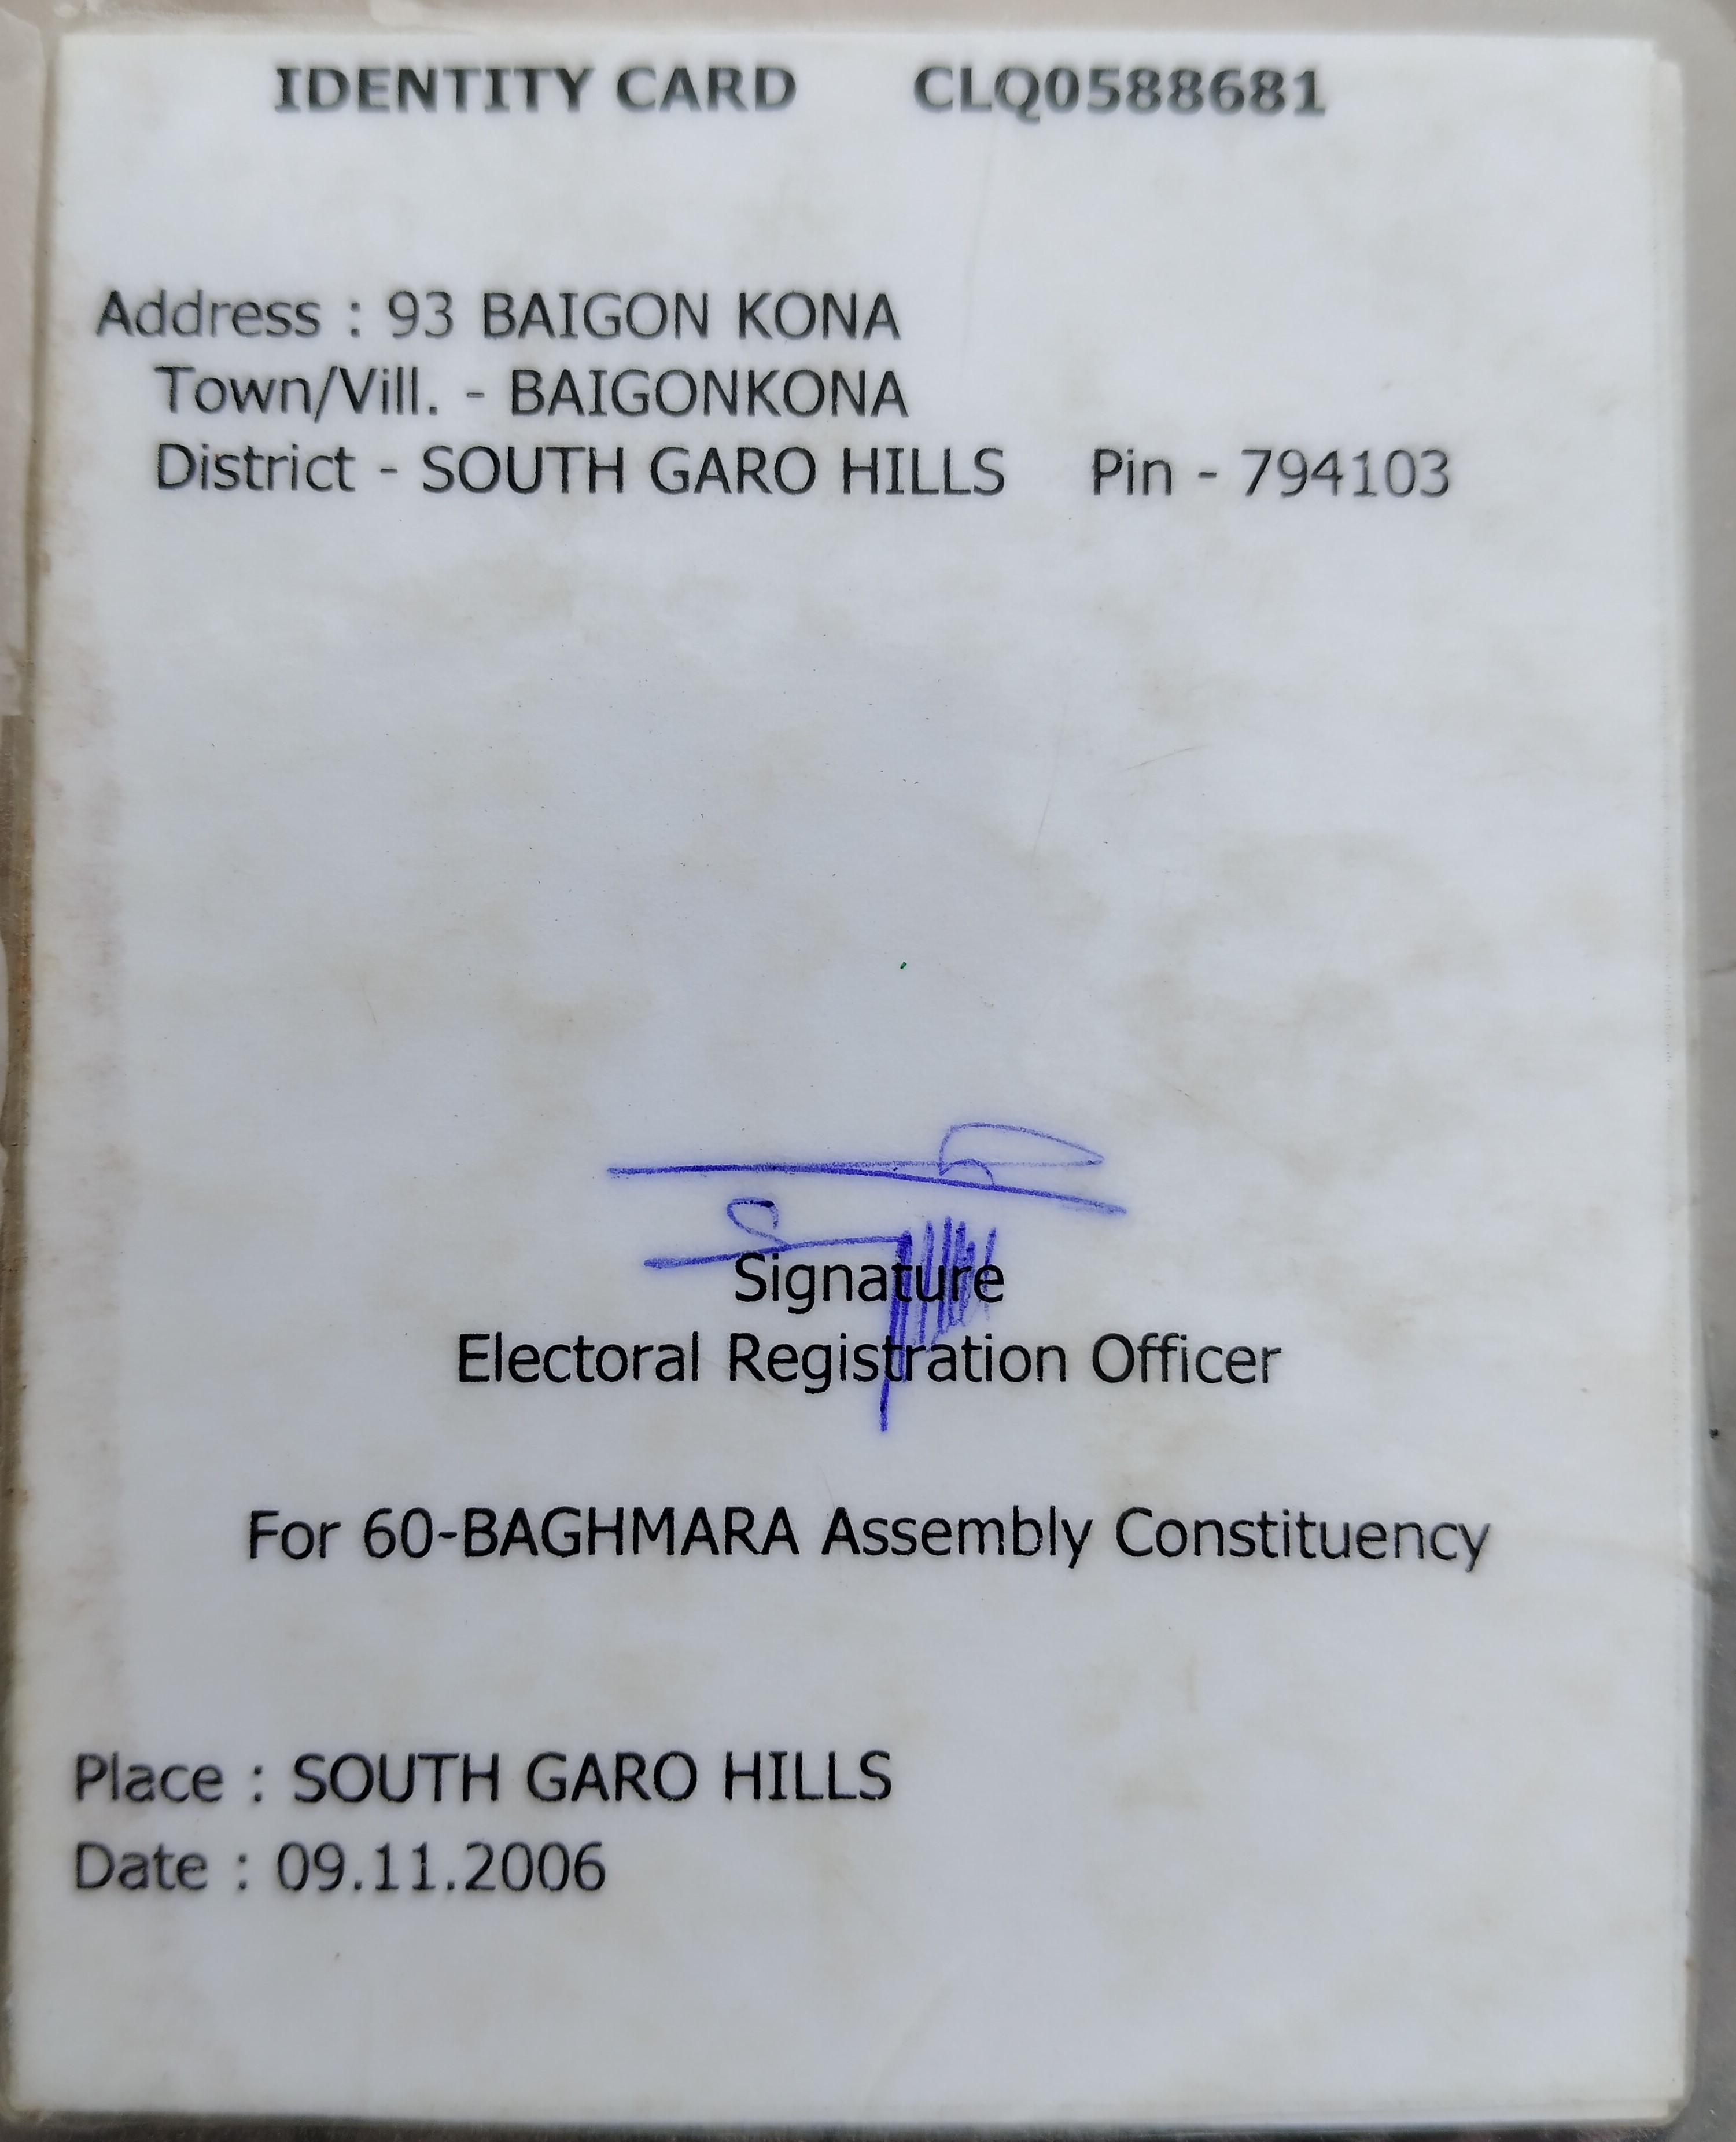 IDENTITY CARD CLQ0588681
Address : 93 BAIGON KONA
Town/Vill. - BAIGONKONA
District - SOUTH GARO HILLS Pin - 794103
Signature
Electoral Registration Officer
For 60-BAGHMARA Assembly Constituency
Place : SOUTH GARO HILLS
Date : 09.11.2006